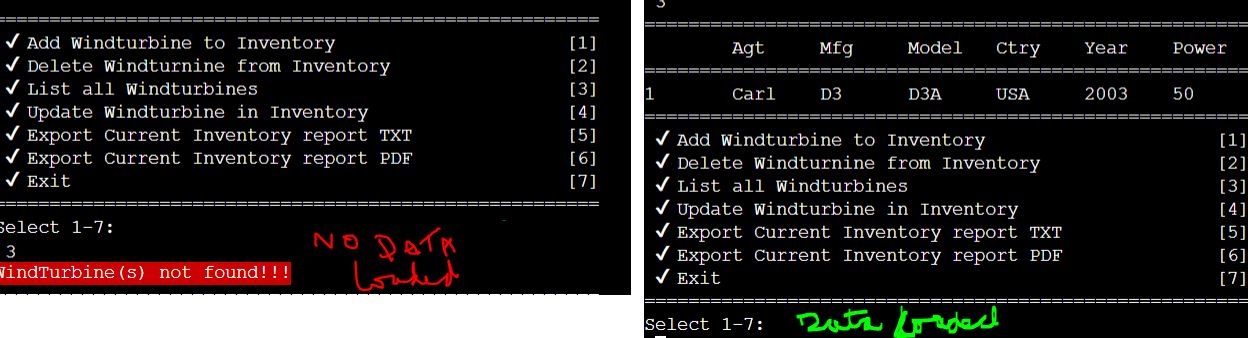 ✓ Add Windturbine to Inventory [1]
✓ Delete Windturnine from Inventory [2]
✓ List all Windturbines [3]
✓ Update Windturbine in Inventory [4]
✓ Export Current Inventory report TXT [5]
✓ Export Current Inventory report PDF [6]
✓ Exit [7]
Select 1-7:
3
WindTurbine(s) not found!!!
NO DATA
Loaded
3
Agt Mfg Model Ctry Year Power
1 Carl D3 D3A USA 2003 50
✓ Add Windturbine to Inventory [1]
✓ Delete Windturnine from Inventory [2]
✓ List all Windturbines [3]
✓ Update Windturbine in Inventory [4]
✓ Export Current Inventory report TXT [5]
✓ Export Current Inventory report PDF [6]
✓ Exit [7]
Select 1-7: Data Loaded